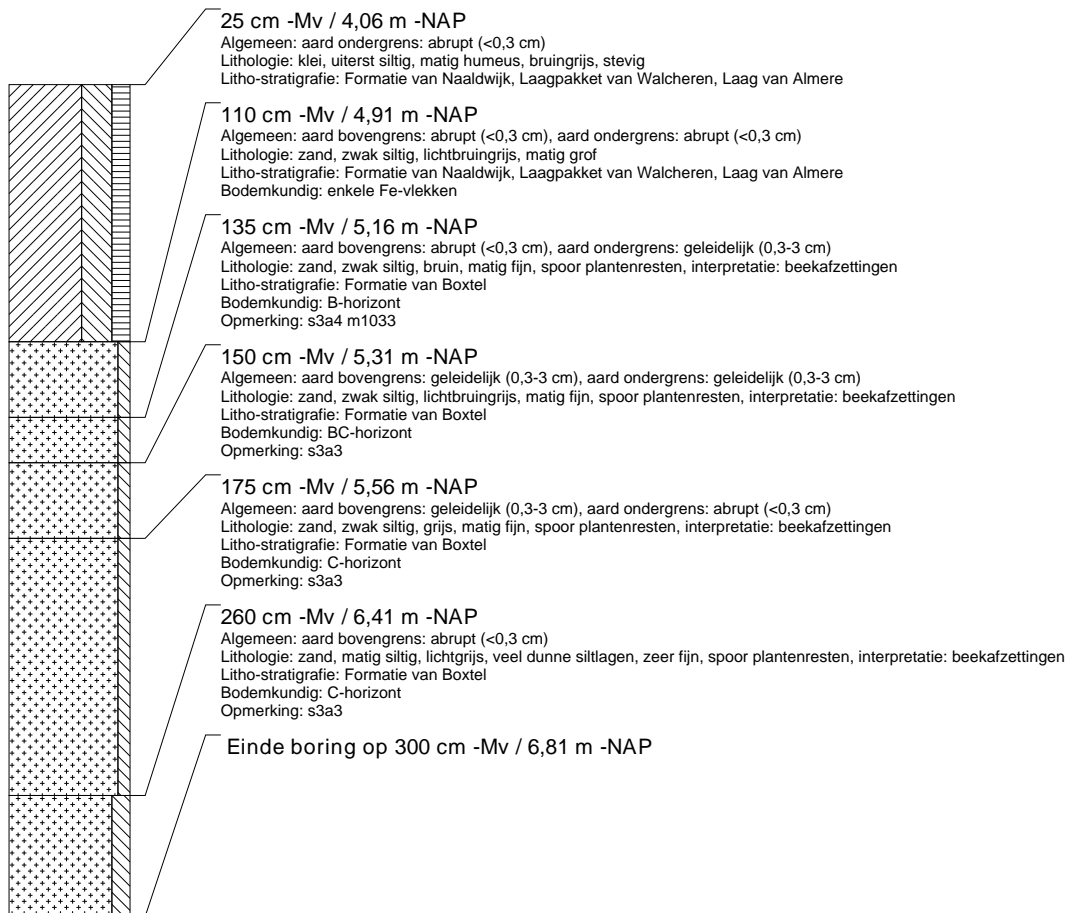 25 cm -Mv / 4,06 m -NAP
Algemeen: aard ondergrens: abrupt (<0,3 cm)
Lithologie: klei, uiterst siltig, matig humeus, bruingrijs, stevig
Litho-stratigrafie: Formatie van Naaldwijk, Laagpakket van Walcheren, Laag van Almere
110 cm -Mv / 4,91 m -NAP
Algemeen: aard bovengrens: abrupt (<0,3 cm), aard ondergrens: abrupt (<0,3 cm)
Lithologie: zand, zwak siltig, lichtbruingrijs, matig grof
Litho-stratigrafie: Formatie van Naaldwijk, Laagpakket van Walcheren, Laag van Almere
Bodemkundig: enkele Fe-vlekken
135 cm -Mv / 5,16 m -NAP
Algemeen: aard bovengrens: abrupt (<0,3 cm), aard ondergrens: geleidelijk (0,3-3 cm)
Lithologie: zand, zwak siltig, bruin, matig fijn, spoor plantenresten, interpretatie: beekafzettingen
Litho-stratigrafie: Formatie van Boxtel
Bodemkundig: B-horizont
Opmerking: s3a4 m1033
150 cm -Mv / 5,31 m -NAP
Algemeen: aard bovengrens: geleidelijk (0,3-3 cm), aard ondergrens: geleidelijk (0,3-3 cm)
Lithologie: zand, zwak siltig, lichtbruingrijs, matig fijn, spoor plantenresten, interpretatie: beekafzettingen
Litho-stratigrafie: Formatie van Boxtel
Bodemkundig: BC-horizont
Opmerking: s3a3
175 cm -Mv / 5,56 m -NAP
Algemeen: aard bovengrens: geleidelijk (0,3-3 cm), aard ondergrens: abrupt (<0,3 cm)
Lithologie: zand, zwak siltig, grijs, matig fijn, spoor plantenresten, interpretatie: beekafzettingen
Litho-stratigrafie: Formatie van Boxtel
Bodemkundig: C-horizont
Opmerking: s3a3
260 cm -Mv / 6,41 m -NAP
Algemeen: aard bovengrens: abrupt (<0,3 cm)
Lithologie: zand, matig siltig, lichtgrijs, veel dunne siltlagen, zeer fijn, spoor plantenresten, interpretatie: beekafzettingen
Litho-stratigrafie: Formatie van Boxtel
Bodemkundig: C-horizont
Opmerking: s3a3
Einde boring op 300 cm -Mv / 6,81 m -NAP